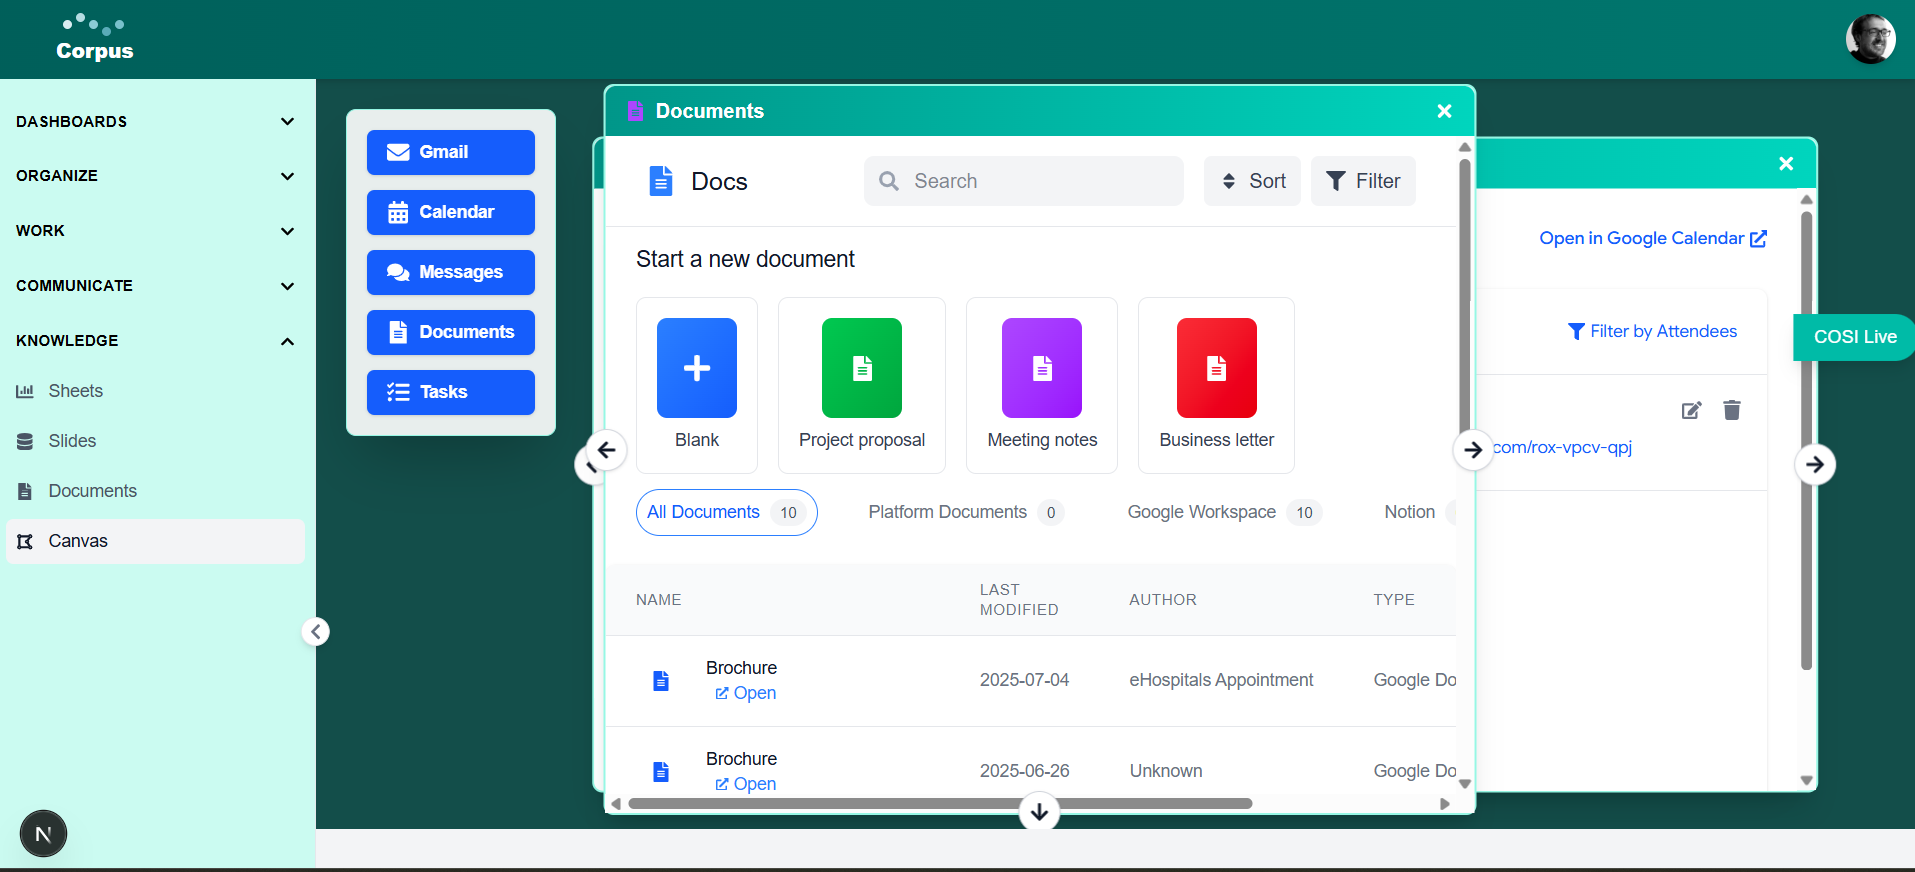 Corpus
DASHBOARDS
ORGANIZE
WORK
COMMUNICATE
KNOWLEDGE
Sheets
Slides
Documents
Canvas
N
Gmail
Calendar
Messages
Documents
Tasks
Documents
Docs
Search
Sort
Filter
Start a new document
Blank
Project proposal
Meeting notes
Business letter
All Documents 10
Platform Documents 0
Google Workspace 10
Notion
NAME
LAST
MODIFIED
AUTHOR
TYPE
Brochure
Open
2025-07-04
eHospitals Appointment
Google Do
Brochure
Open
2025-06-26
Unknown
Google Do
Open in Google Calendar
Filter by Attendees
com/rox-vpcv-qpj
COSI Live